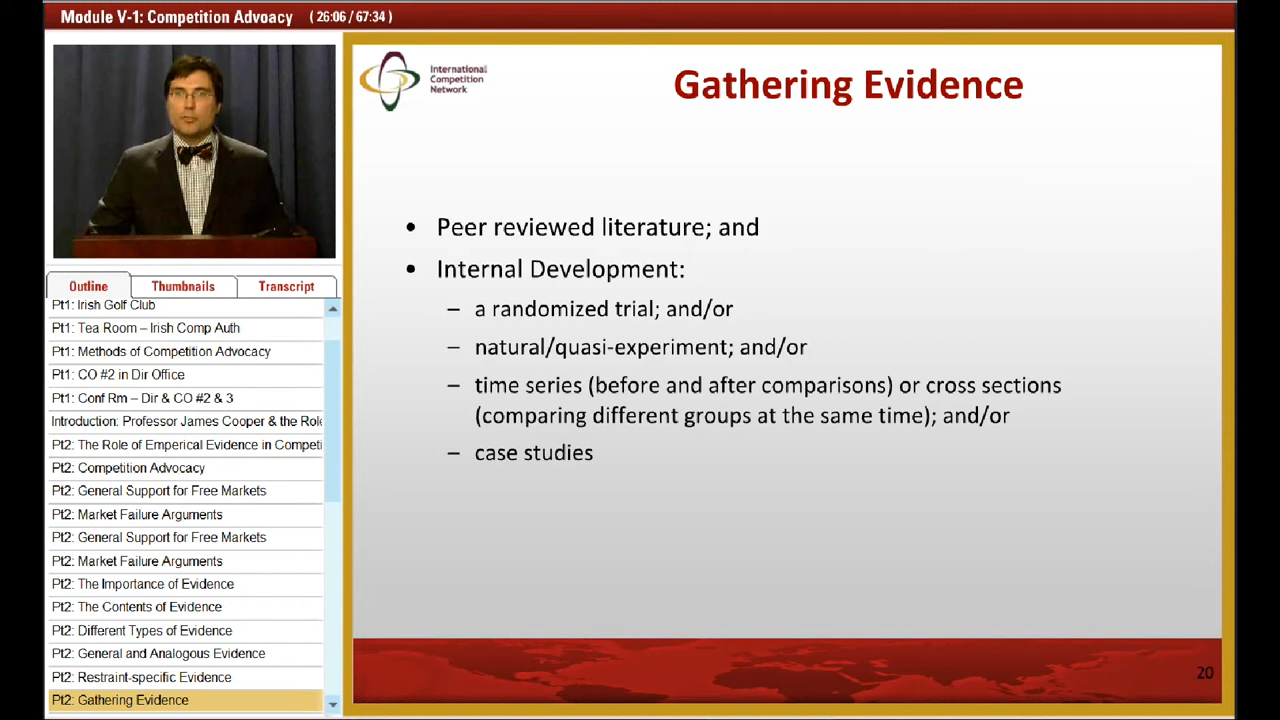 Module V-1: Competition Advoacy ( 26:06 / 67:34 )
International
Competition
Network
Gathering Evidence
• Peer reviewed literature; and
• Internal Development:
– a randomized trial; and/or
– natural/quasi-experiment; and/or
– time series (before and after comparisons) or cross sections
(comparing different groups at the same time); and/or
– case studies
20
Outline Thumbnails Transcript
Pt1: Irish Golf Club
Pt1: Tea Room – Irish Comp Auth
Pt1: Methods of Competition Advocacy
Pt1: CO #2 in Dir Office
Pt1: Conf Rm – Dir & CO #2 & 3
Introduction: Professor James Cooper & the Rol
Pt2: The Role of Emperical Evidence in Competi
Pt2: Competition Advocacy
Pt2: General Support for Free Markets
Pt2: Market Failure Arguments
Pt2: General Support for Free Markets
Pt2: Market Failure Arguments
Pt2: The Importance of Evidence
Pt2: The Contents of Evidence
Pt2: Different Types of Evidence
Pt2: General and Analogous Evidence
Pt2: Restraint-specific Evidence
Pt2: Gathering Evidence